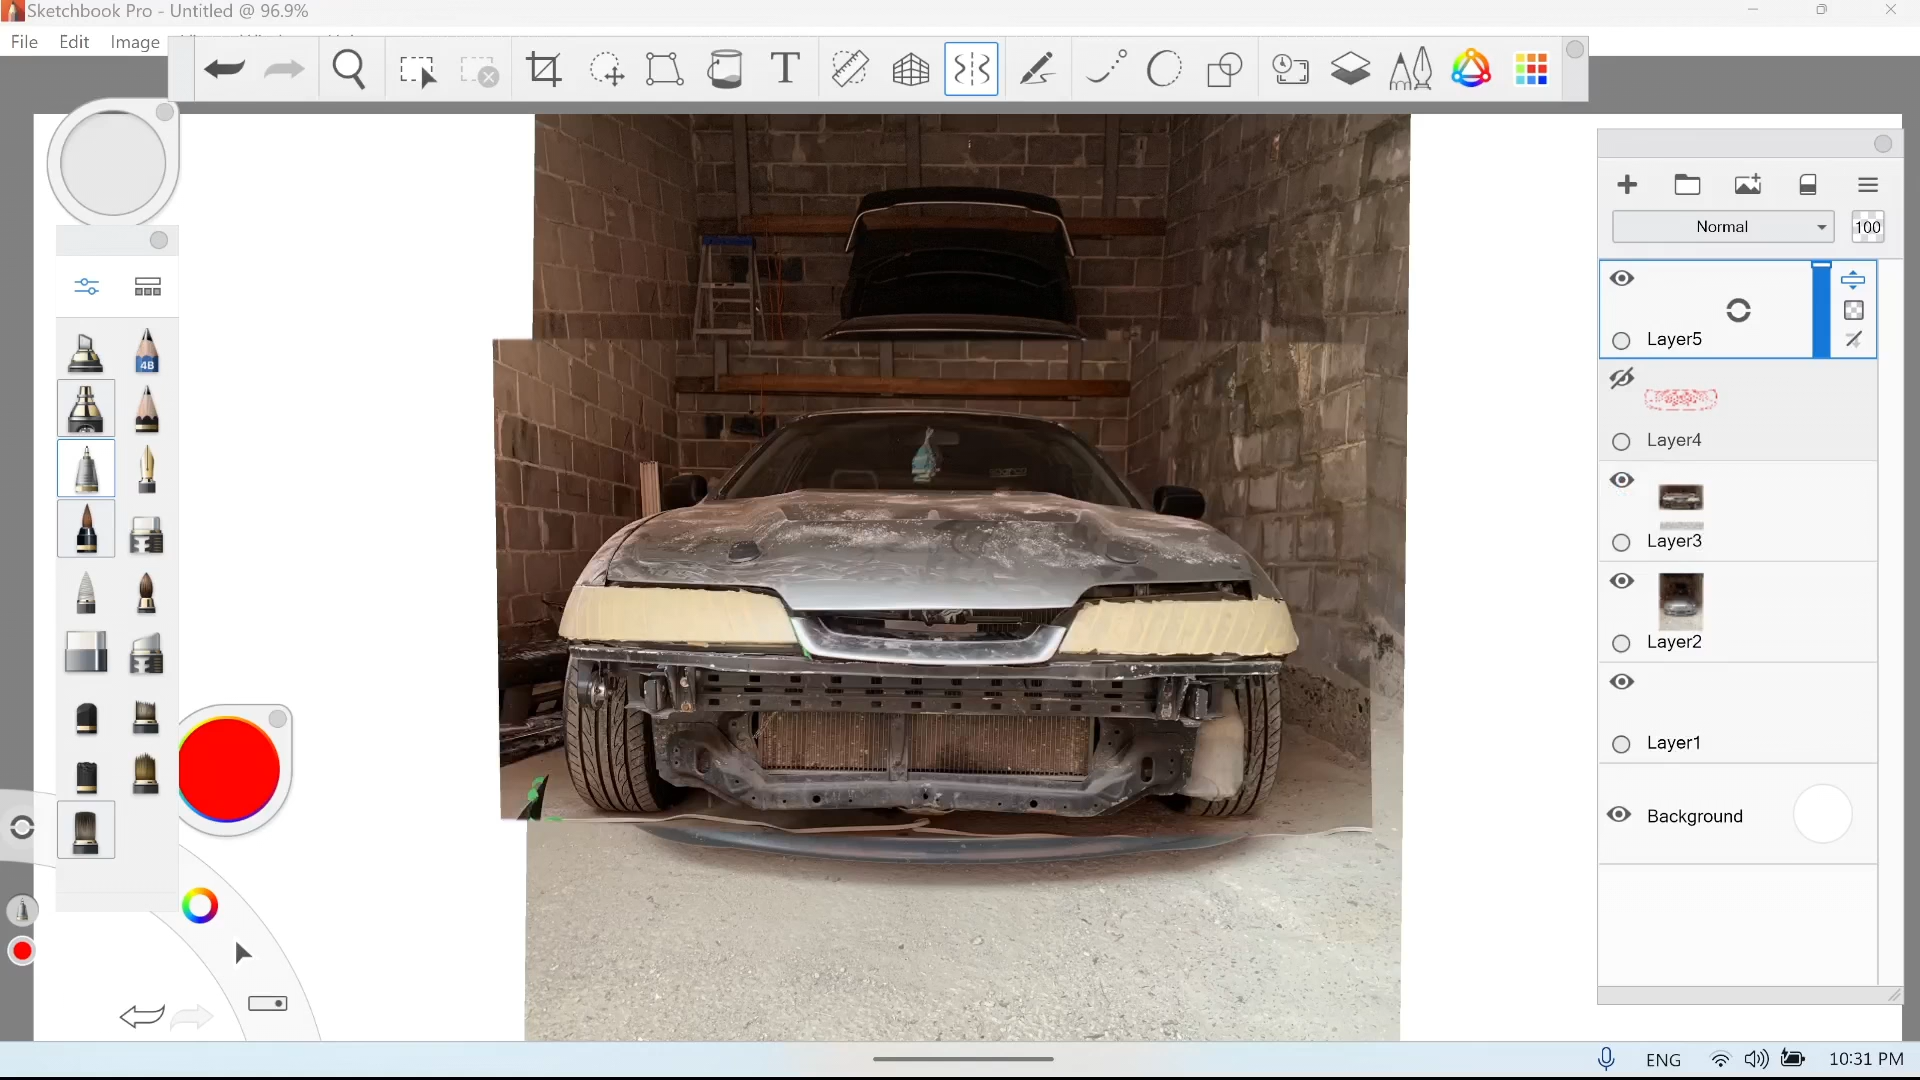 Sketchbook Pro - Untitled @ 96.9%
File Edit Image
T
Normal 100
Layer5
4B
Layer4
Layer3
Layer2
Layer1
Background
ENG 10:31 PM